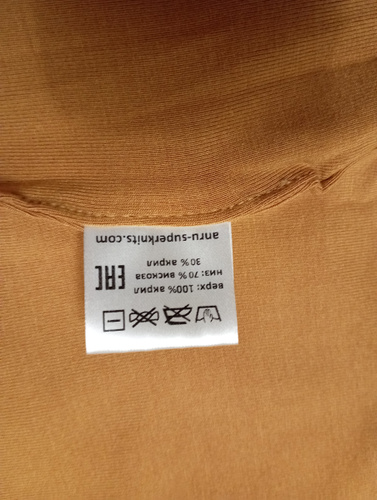 верх: 100% акрил
низ: 70% вискоза
30% акрил
EAC
anru-superknits.com